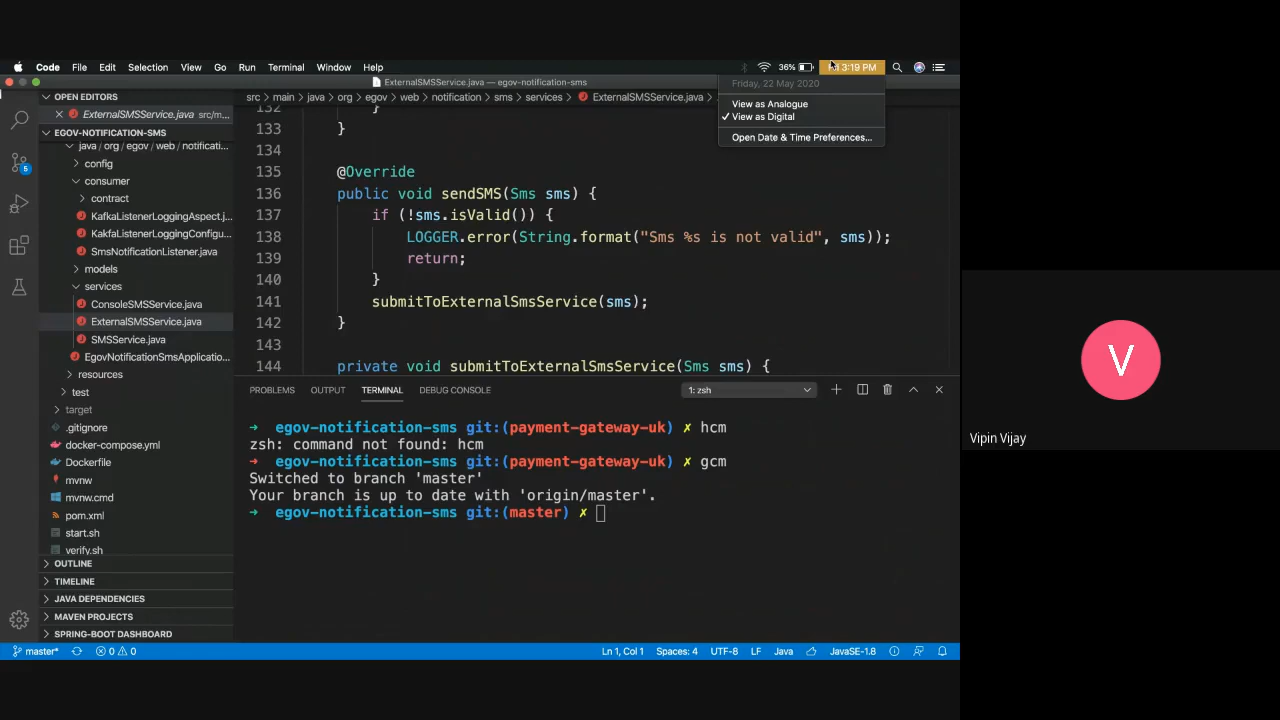 Code File Edit Selection View Go Run Terminal Window Help 36% 3:19 PM
ExternalSMSService.java — egov-notification-sms
Friday, 22 May 2020
View as Analogue
✓ View as Digital
Open Date & Time Preferences...
OPEN EDITORS
ExternalSMSService.java src/m...
EGOV-NOTIFICATION-SMS
java / org / egov / web / notificati...
config
consumer
contract
KafkaListenerLoggingAspect.j...
KakfaListenerLoggingConfigu...
SmsNotificationListener.java
models
services
ConsoleSMSService.java
ExternalSMSService.java
SMSService.java
EgovNotificationSmsApplicatio...
resources
test
target
.gitignore
docker-compose.yml
Dockerfile
mvnw
mvnw.cmd
pom.xml
start.sh
verify.sh
OUTLINE
TIMELINE
JAVA DEPENDENCIES
MAVEN PROJECTS
SPRING-BOOT DASHBOARD
5
src > main > java > org > egov > web > notification > sms > services > ExternalSMSService.java >
132 }
133 }
134
135 @Override
136 public void sendSMS(Sms sms) {
137 if (!sms.isValid()) {
138 LOGGER.error(String.format("Sms %s is not valid", sms));
139 return;
140 }
141 submitToExternalSmsService(sms);
142 }
143
144 private void submitToExternalSmsService(Sms sms) {
PROBLEMS OUTPUT TERMINAL DEBUG CONSOLE 1: zsh
➜ egov-notification-sms git:(payment-gateway-uk) ✗ hcm
zsh: command not found: hcm
➜ egov-notification-sms git:(payment-gateway-uk) ✗ gcm
Switched to branch 'master'
Your branch is up to date with 'origin/master'.
➜ egov-notification-sms git:(master) ✗
master* 0 0 Ln 1, Col 1 Spaces: 4 UTF-8 LF Java JavaSE-1.8
V
Vipin Vijay